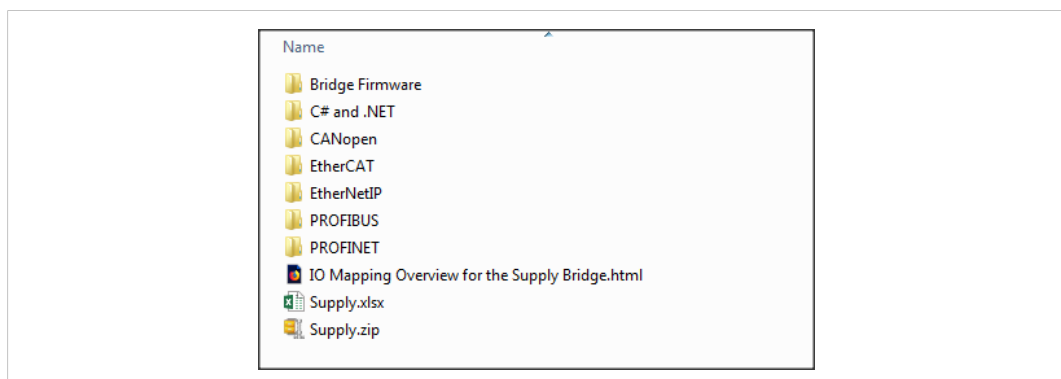 Name
Bridge Firmware
C# and .NET
CANopen
EtherCAT
EtherNetIP
PROFIBUS
PROFINET
IO Mapping Overview for the Supply Bridge.html
Supply.xlsx
Supply.zip